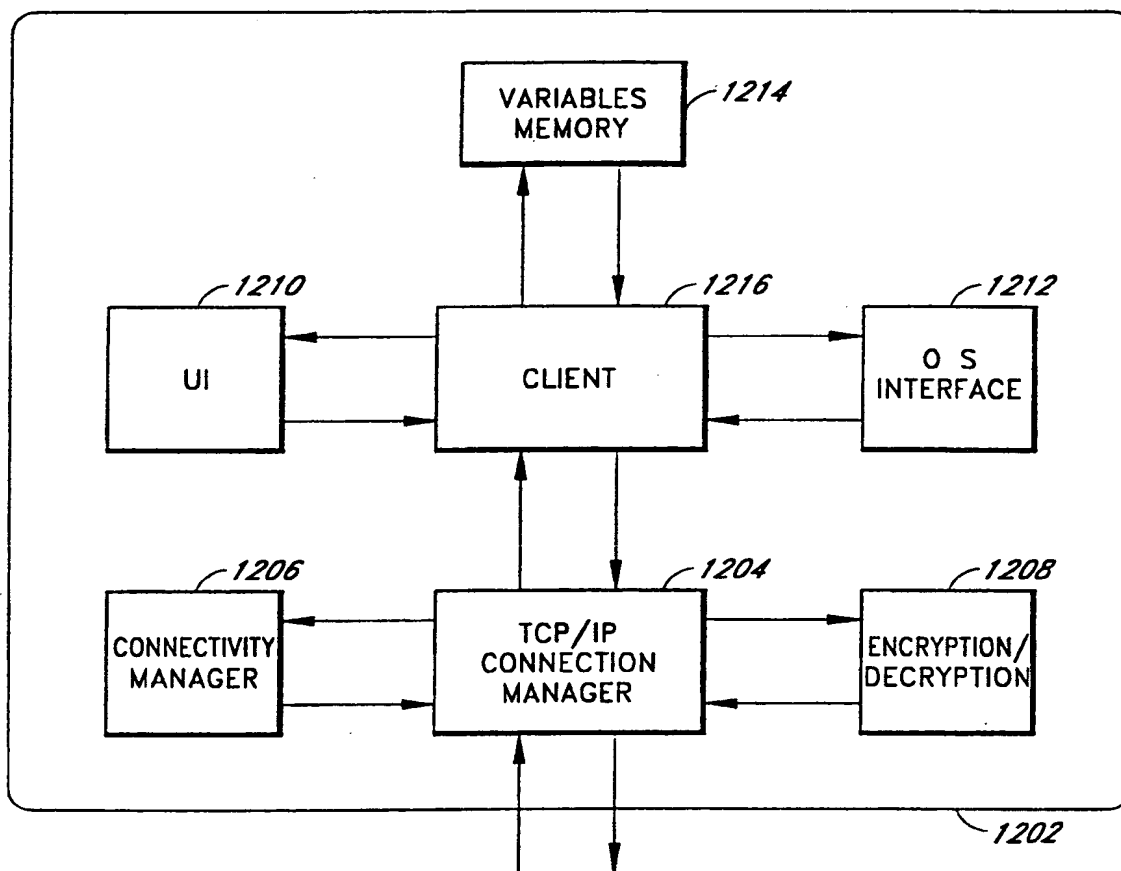 VARIABLES
MEMORY
1214
1210
1216
1212
UI
CLIENT
O S
INTERFACE
1206
1204
1208
CONNECTIVITY
MANAGER
TCP/IP
CONNECTION
MANAGER
ENCRYPTION/
DECRYPTION
1202